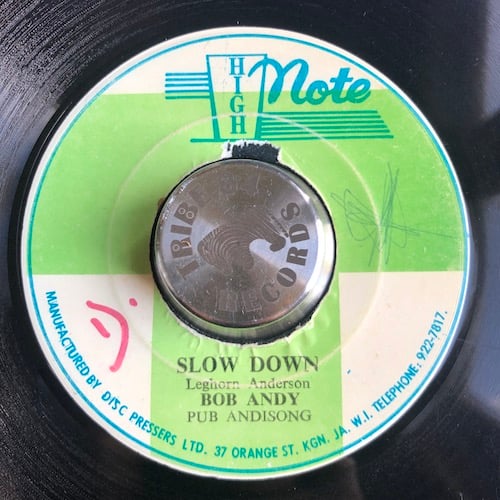 HIGH
Note
TRIBE
RECORDS
SLOW DOWN
Leghorn Anderson
BOB ANDY
PUB ANDISONG
MANUFACTURED BY DISC PRESSERS LTD. 37 ORANGE ST. KGN. JA. W.I. TELEPHONE: 922-7817.